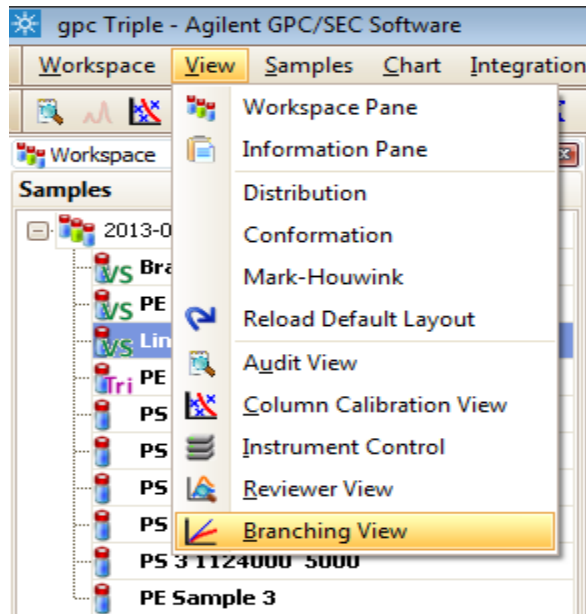 gpc Triple - Agilent GPC/SEC Software
Workspace View Samples Chart Integration
Workspace
Samples
2013-0
Bra
PE
Lin
PE
PS
PS
PS
PS
PS 3 1124000 5000
PE Sample 3
Workspace Pane
Information Pane
Distribution
Conformation
Mark-Houwink
Reload Default Layout
Audit View
Column Calibration View
Instrument Control
Reviewer View
Branching View
VS
VS
VS
Tri